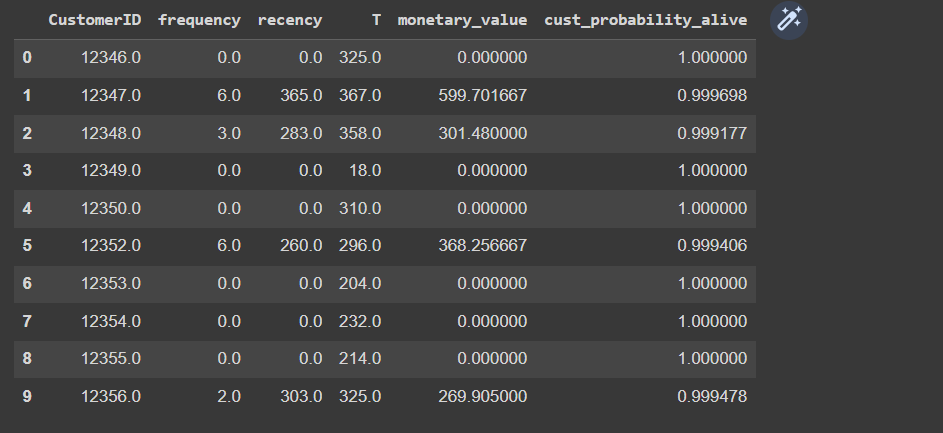 CustomerID frequency recency T monetary_value cust_probability_alive
0 12346.0 0.0 0.0 325.0 0.000000 1.000000
1 12347.0 6.0 365.0 367.0 599.701667 0.999698
2 12348.0 3.0 283.0 358.0 301.480000 0.999177
3 12349.0 0.0 0.0 18.0 0.000000 1.000000
4 12350.0 0.0 0.0 310.0 0.000000 1.000000
5 12352.0 6.0 260.0 296.0 368.256667 0.999406
6 12353.0 0.0 0.0 204.0 0.000000 1.000000
7 12354.0 0.0 0.0 232.0 0.000000 1.000000
8 12355.0 0.0 0.0 214.0 0.000000 1.000000
9 12356.0 2.0 303.0 325.0 269.905000 0.999478